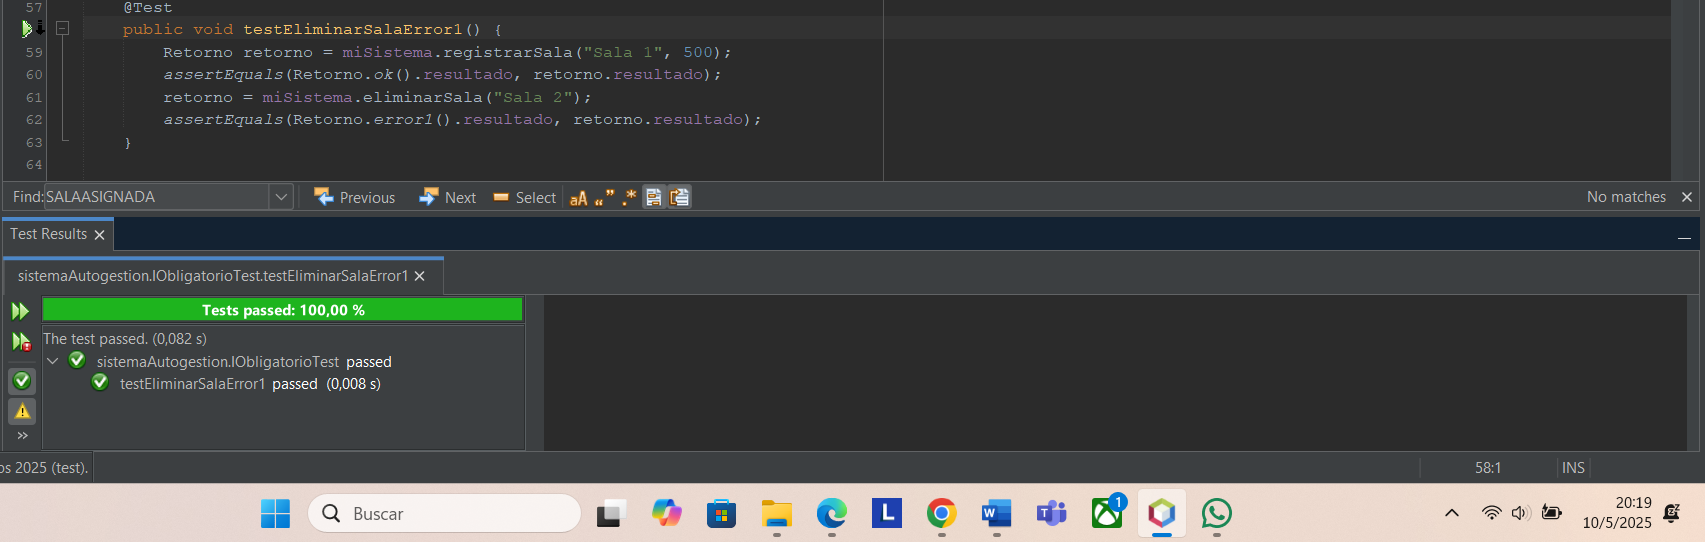 57 @Test
public void testEliminarSalaError1() {
59 Retorno retorno = miSistema.registrarSala("Sala 1", 500);
60 assertEquals(Retorno.ok().resultado, retorno.resultado);
61 retorno = miSistema.eliminarSala("Sala 2");
62 assertEquals(Retorno.error1().resultado, retorno.resultado);
63 }
64
Find: SALAASIGNADA Previous Next Select aA “ ” .* No matches
Test Results
sistemaAutogestion.IObligatorioTest.testEliminarSalaError1
Tests passed: 100,00 %
The test passed. (0,082 s)
sistemaAutogestion.IObligatorioTest passed
testEliminarSalaError1 passed (0,008 s)
os 2025 (test). 58:1 INS
Buscar L W T 1 20:19
10/5/2025